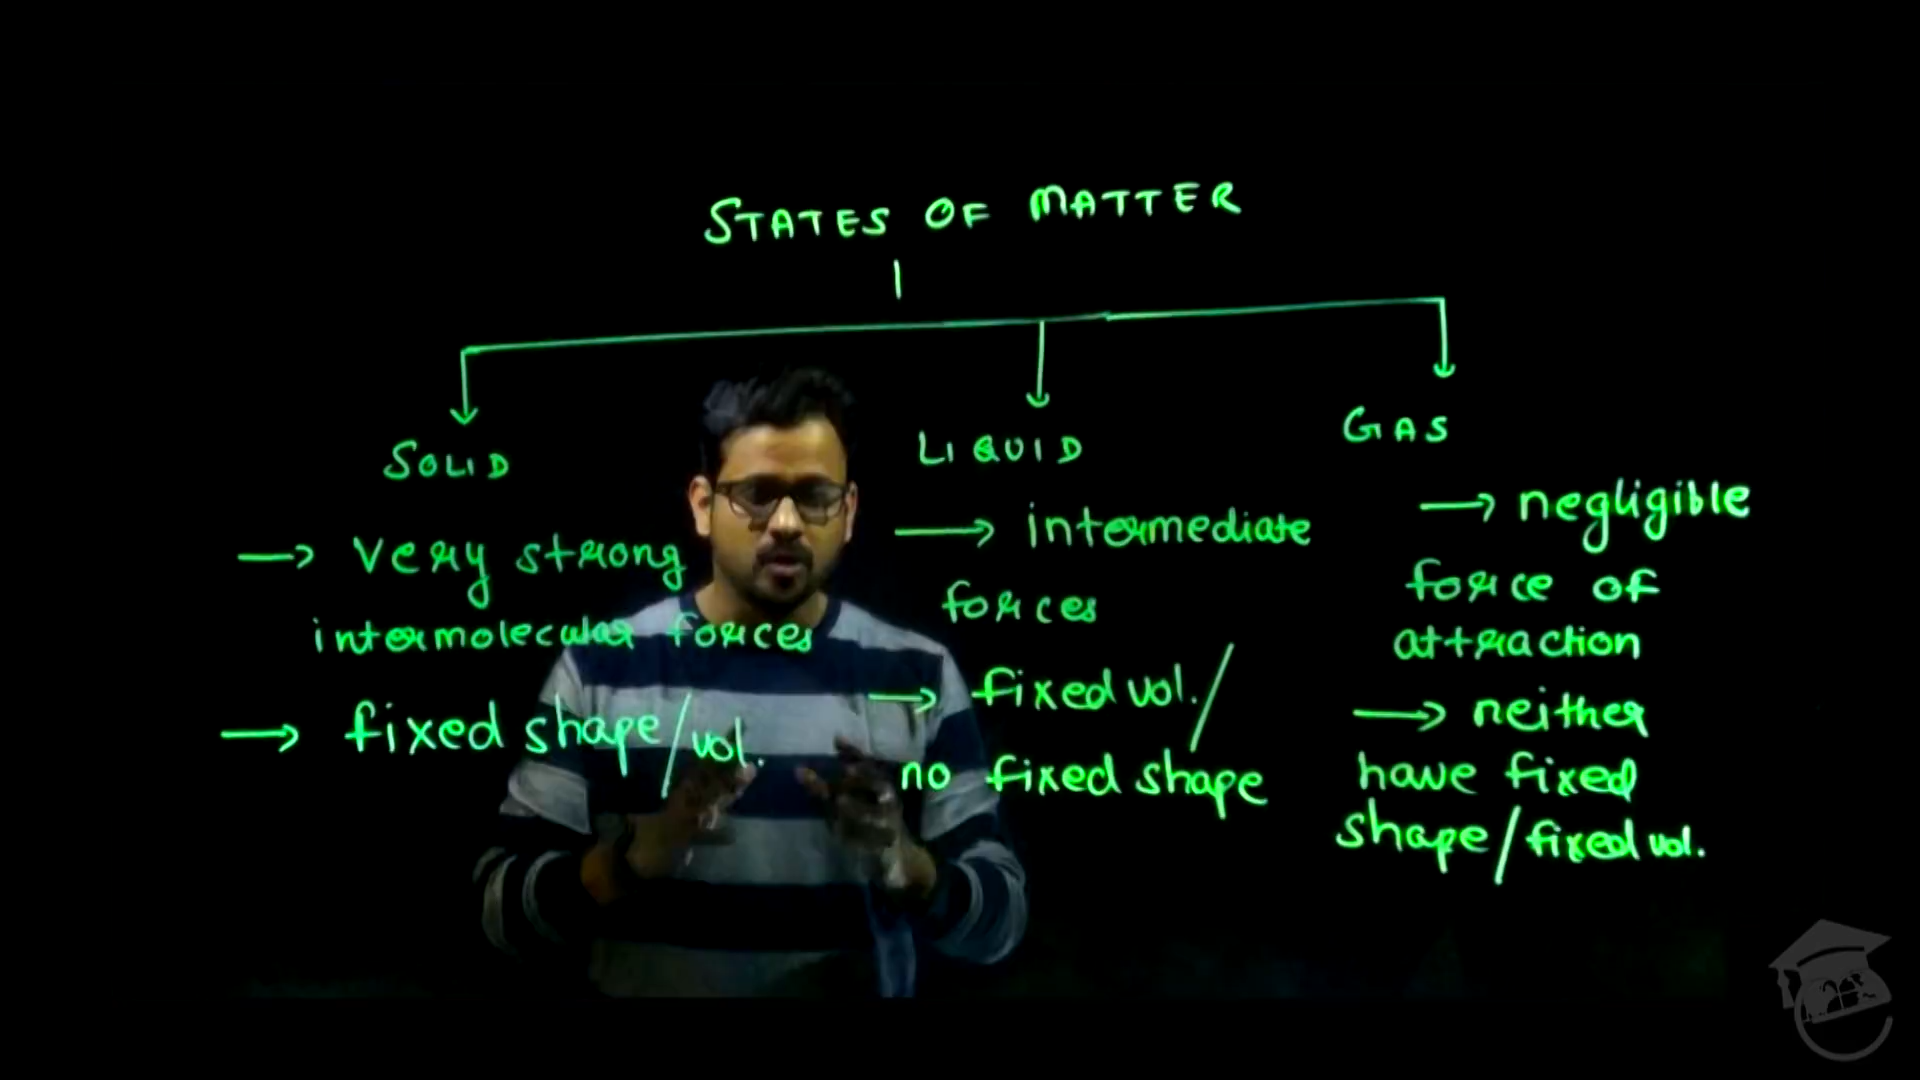 STATES OF MATTER
SOLID
→ very strong
intermolecular forces
→ fixed shape/vol.
LIQUID
→ intermediate
forces
→ fixed vol./
no fixed shape
GAS
→ negligible
force of
attraction
→ neither
have fixed
shape/fixed vol.